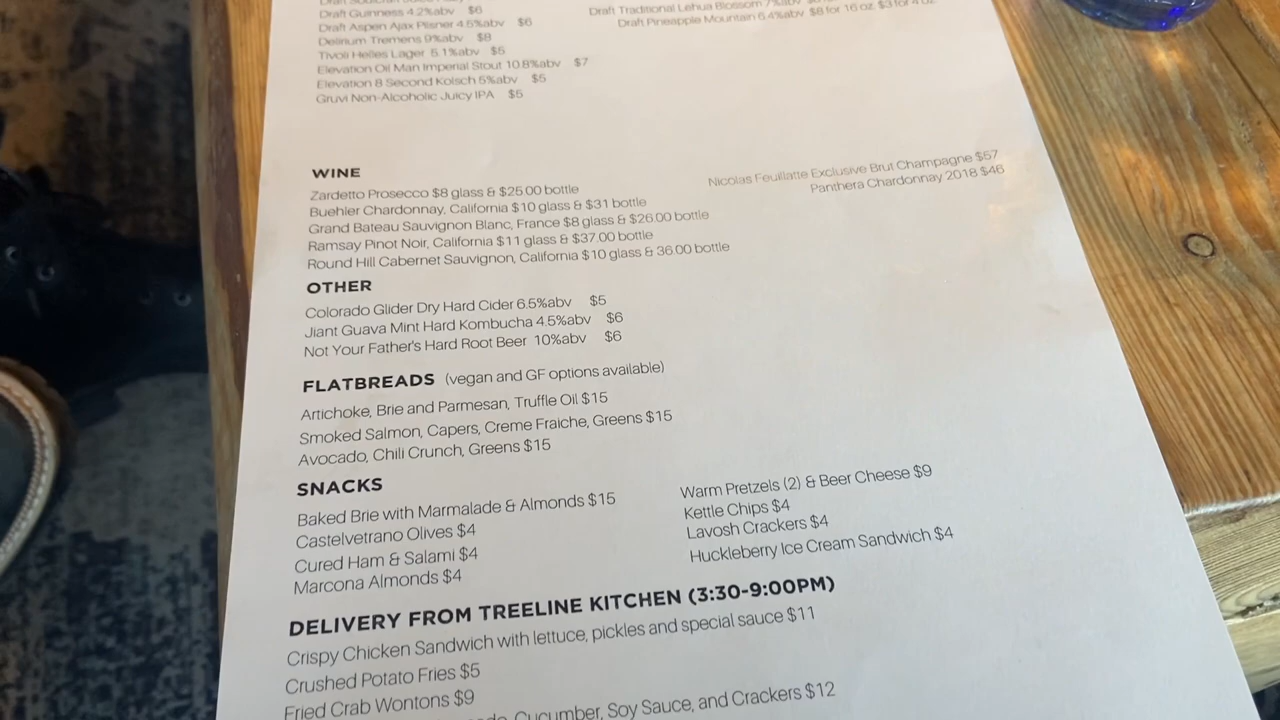 Draft Guinness 4.2%abv $6
Draft Aspen Ajax Pilsner 4.6%abv $6
Delirium Tremens 9%abv $8
Tivoli Helles Lager 5.1%abv $5
Elevation Oil Man Imperial Stout 10.8%abv $7
Elevation 8 Second Kolsch 5%abv $5
Gruvi Non-Alcoholic Juicy IPA $5
Draft Traditional Lehua Blossom 7%abv
Draft Pineapple Mountain 6.4%abv $8 for 16 oz. $3 for 4 oz.
WINE
Zardetto Prosecco $8 glass & $25.00 bottle
Buehler Chardonnay, California $10 glass & $31 bottle
Grand Bateau Sauvignon Blanc, France $8 glass & $26.00 bottle
Ramsay Pinot Noir, California $11 glass & $37.00 bottle
Round Hill Cabernet Sauvignon, California $10 glass & 36.00 bottle
Nicolas Feuillatte Exclusive Brut Champagne $57
Panthera Chardonnay 2018 $46
OTHER
Colorado Glider Dry Hard Cider 6.5%abv $5
Jiant Guava Mint Hard Kombucha 4.5%abv $6
Not Your Father's Hard Root Beer 10%abv $6
FLATBREADS (vegan and GF options available)
Artichoke, Brie and Parmesan, Truffle Oil $15
Smoked Salmon, Capers, Creme Fraiche, Greens $15
Avocado, Chili Crunch, Greens $15
SNACKS
Baked Brie with Marmalade & Almonds $15
Castelvetrano Olives $4
Cured Ham & Salami $4
Marcona Almonds $4
Warm Pretzels (2) & Beer Cheese $9
Kettle Chips $4
Lavosh Crackers $4
Huckleberry Ice Cream Sandwich $4
DELIVERY FROM TREELINE KITCHEN (3:30-9:00PM)
Crispy Chicken Sandwich with lettuce, pickles and special sauce $11
Crushed Potato Fries $5
Fried Crab Wontons $9
Cucumber, Soy Sauce, and Crackers $12